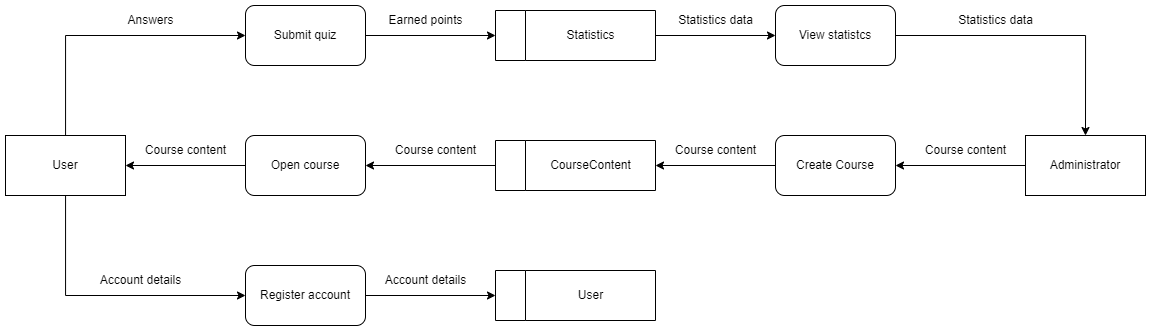 Answers
Submit quiz
Earned points
Statistics
Statistics data
View statistcs
Statistics data
User
Course content
Open course
Course content
CourseContent
Course content
Create Course
Course content
Administrator
Account details
Register account
Account details
User